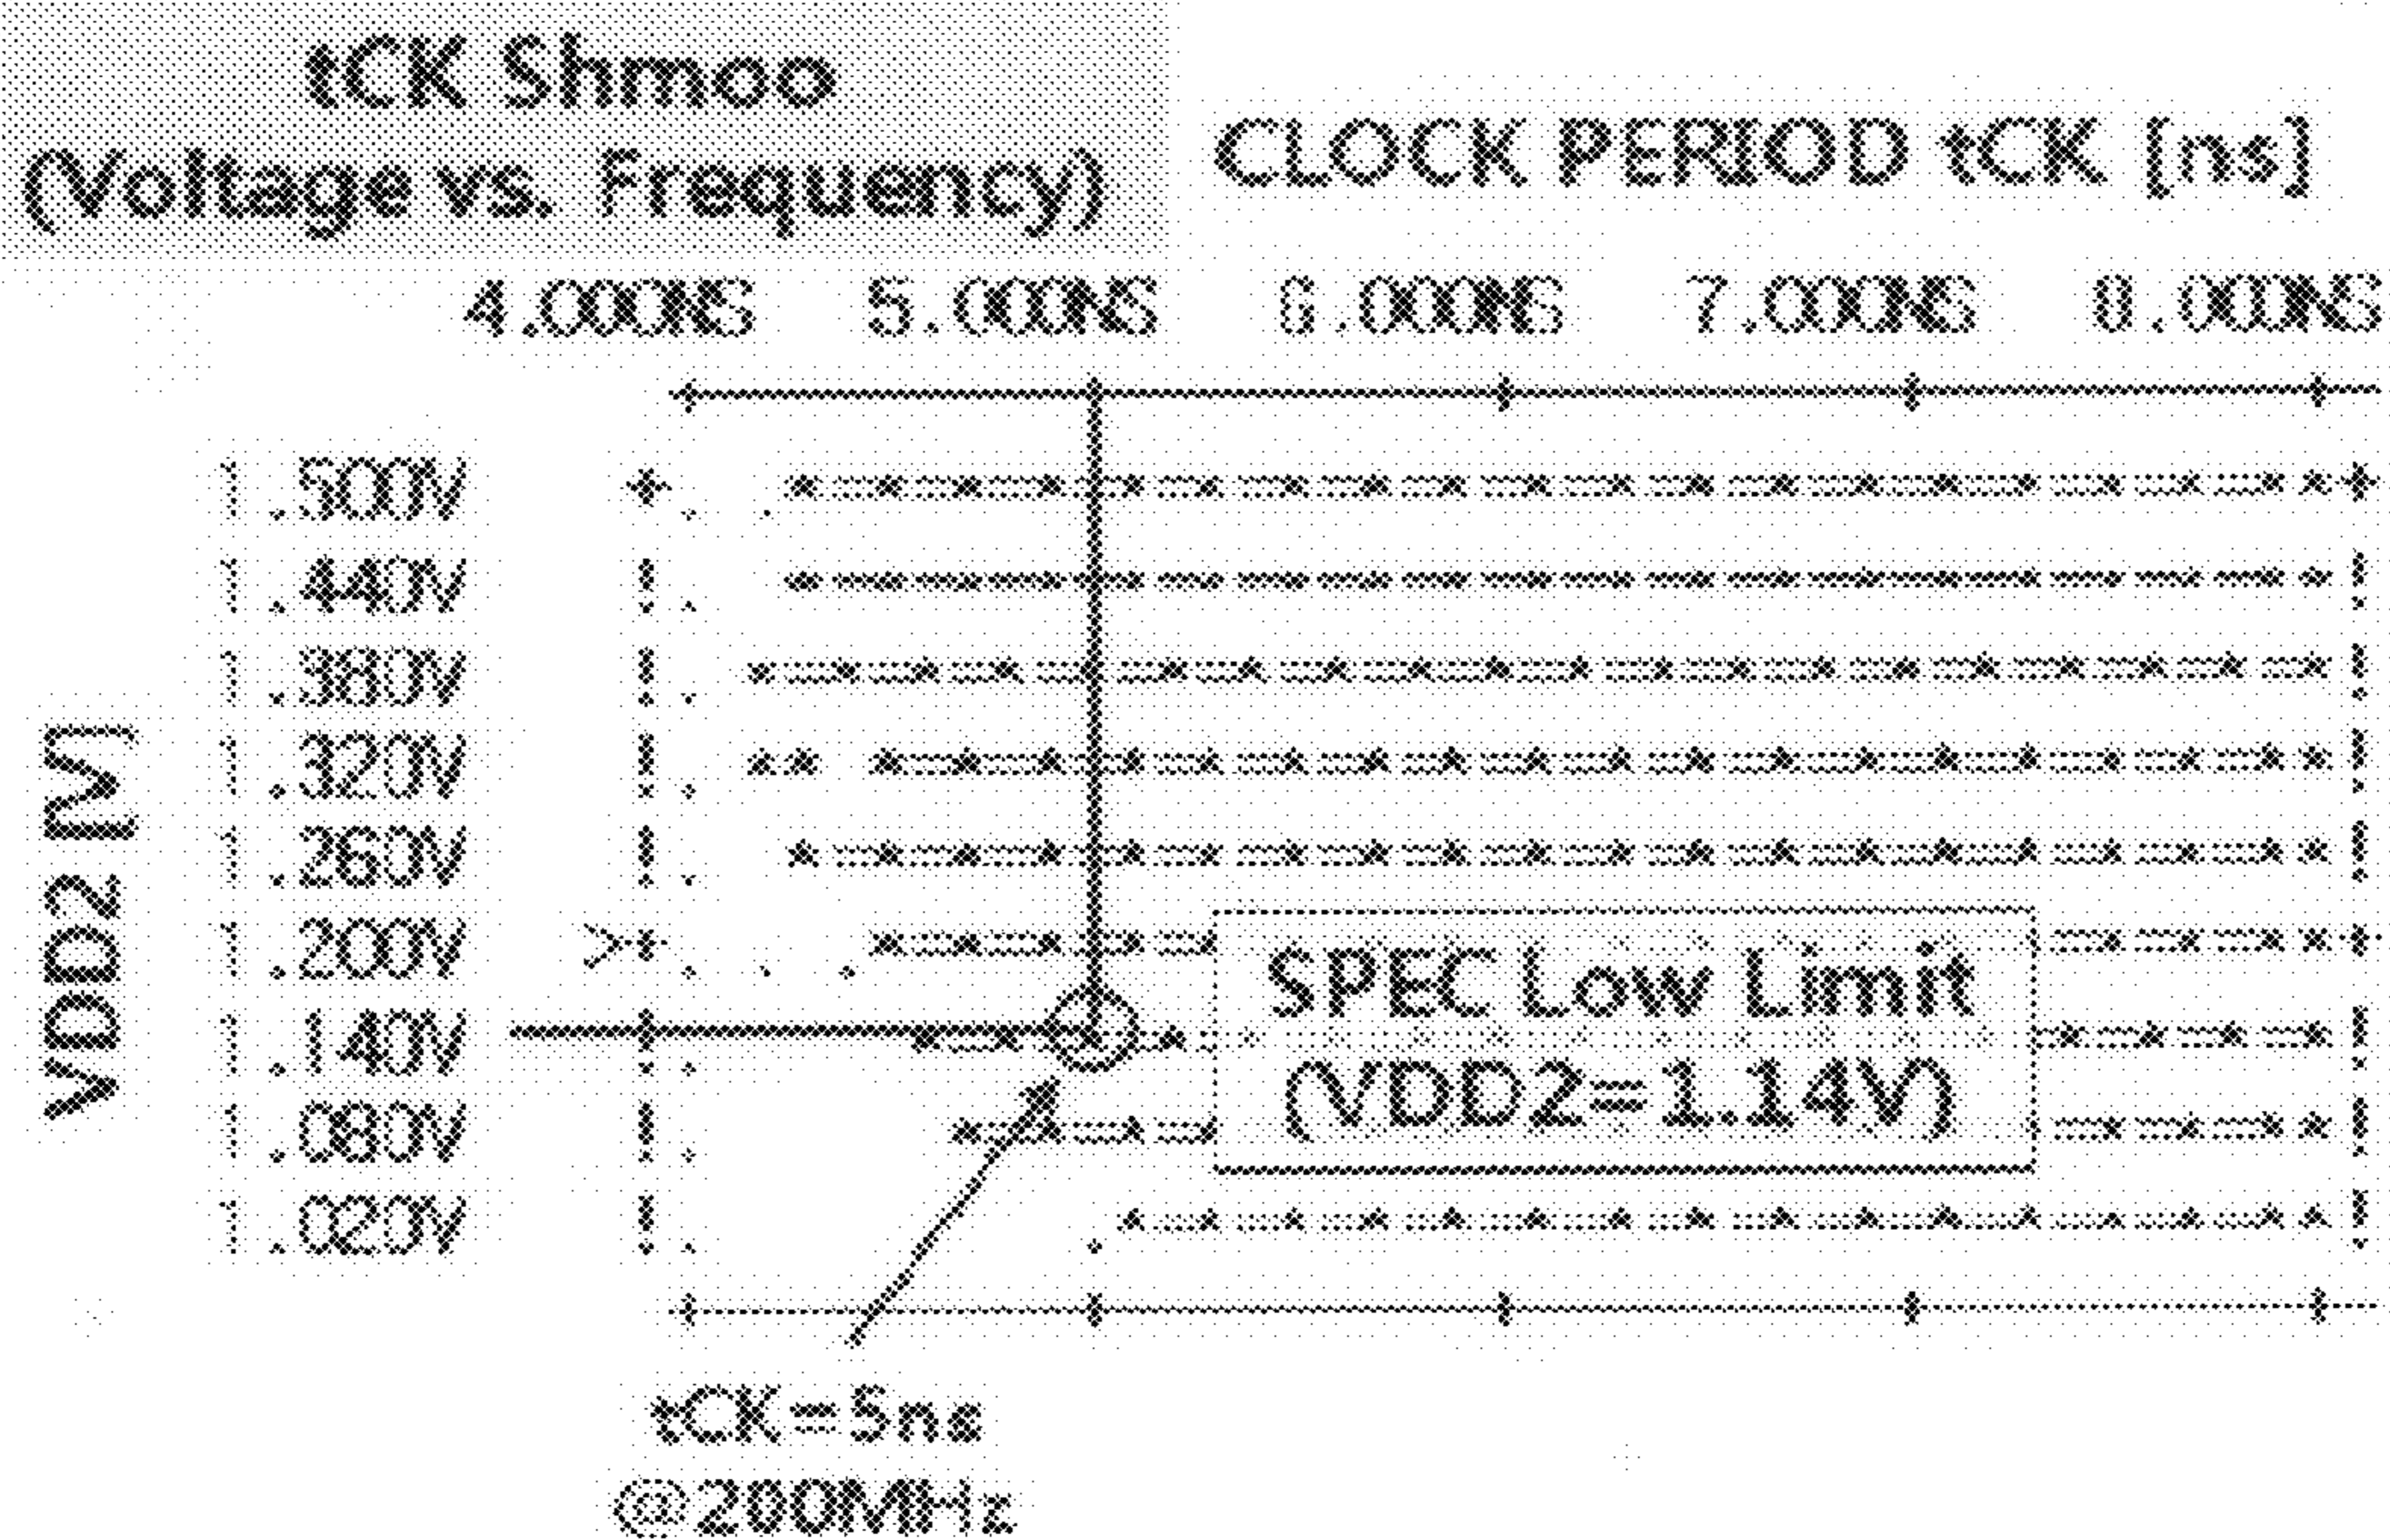 tCK Shmoo
(Voltage vs. Frequency)
CLOCK PERIOD tCK [ns]
4.000NS 5.000NS 6.000NS 7.000NS 8.000NS
VDD2 [V]
1.500V
1.440V
1.380V
1.320V
1.260V
1.200V
1.140V
1.080V
1.020V
SPEC Low Limit
(VDD2=1.14V)
tCK=5ns
@200MHz